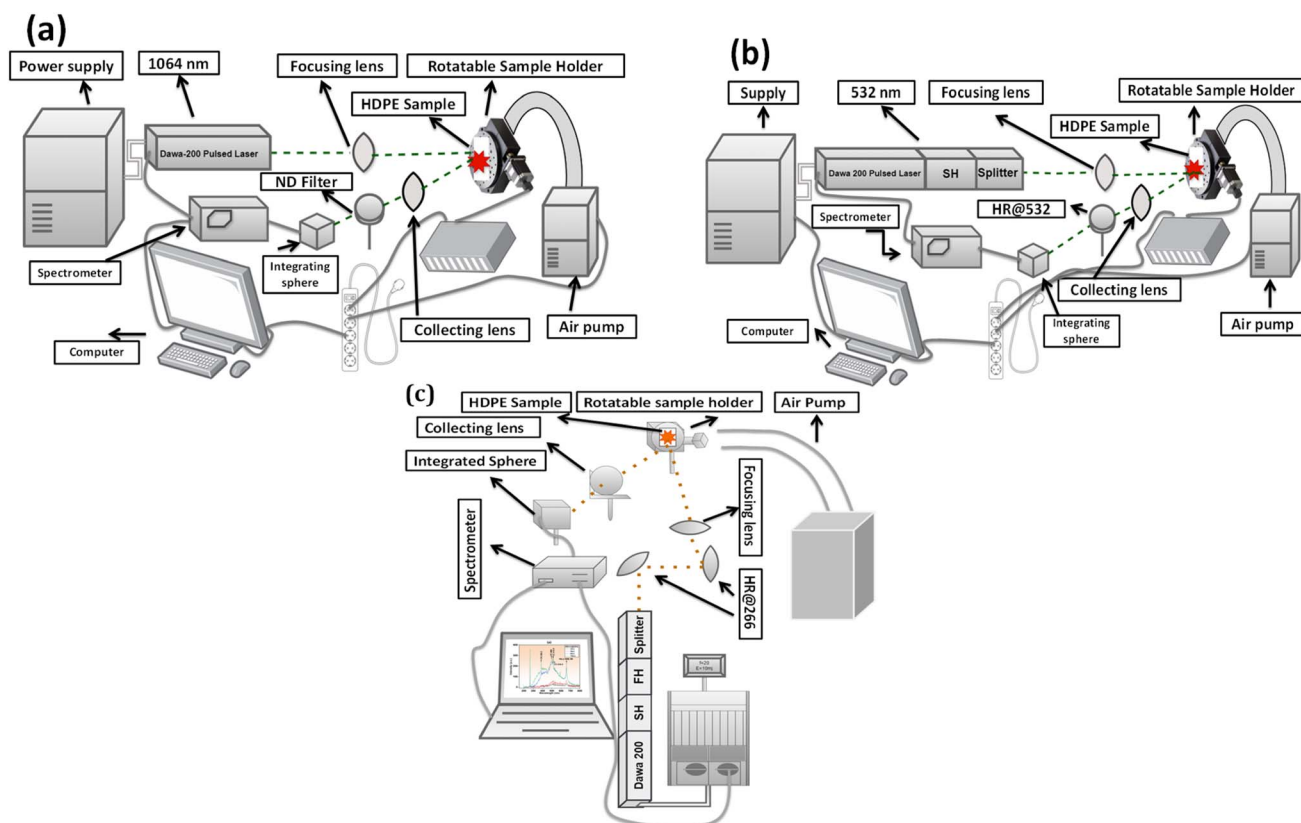 (a)
Power supply
1064 nm
Focusing lens
Rotatable Sample Holder
HDPE Sample
Dawa-200 Pulsed Laser
ND Filter
Spectrometer
Integrating
sphere
Computer
Collecting lens
Air pump
(b)
Supply
532 nm
Focusing lens
Rotatable Sample
Holder
HDPE Sample
Dawa 200 Pulsed Laser
SH
Splitter
HR@532
Spectrometer
Collecting lens
Computer
Integrating
sphere
Air pump
(c)
HDPE Sample
Rotatable sample holder
Air Pump
Collecting lens
Integrated Sphere
Spectrometer
Focusing lens
HR@266
Splitter
FH
SH
Dawa 200